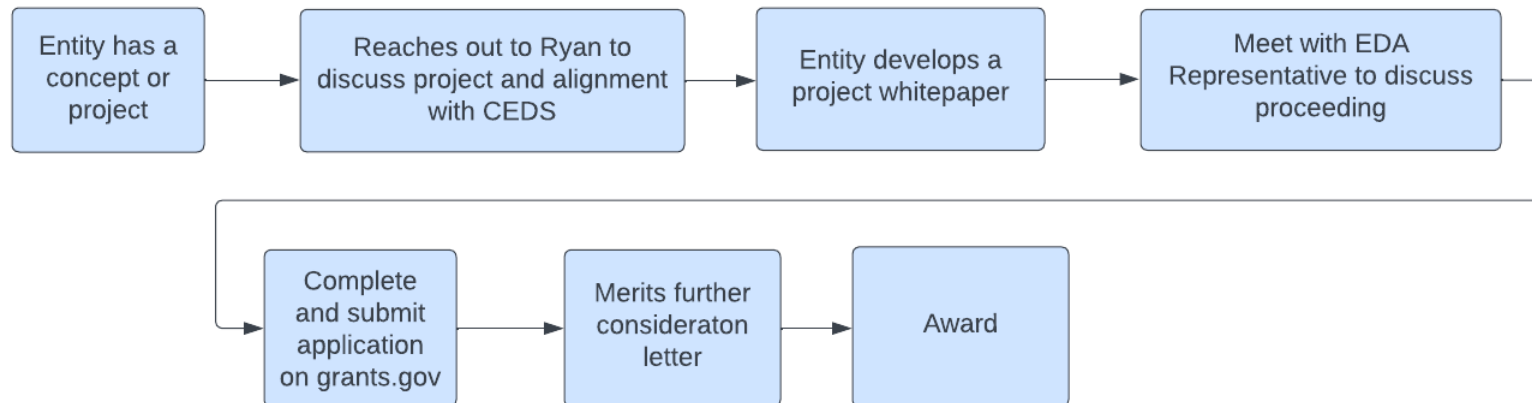 Entity has a
concept or
project
Reaches out to Ryan to
discuss project and alignment
with CEDS
Entity develops a
project whitepaper
Meet with EDA
Representative to discuss
proceeding
Complete
and submit
application
on grants.gov
Merits further
consideraton
letter
Award